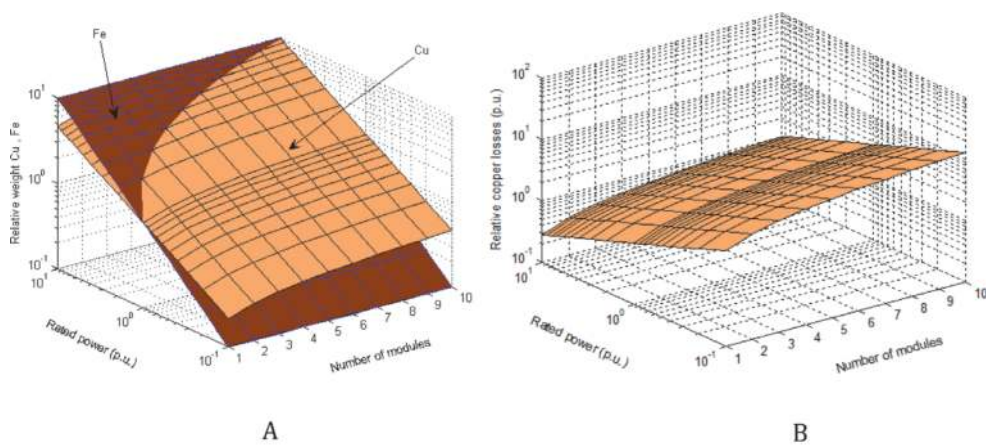 Fe
Cu
Relative weight Cu , Fe
10^1
10^0
10^-1
10^1
10^0
10^-1
Rated power (p.u.)
1 2 3 4 5 6 7 8 9 10
Number of modules
A
Relative copper losses (p.u.)
10^2
10^1
10^0
10^-1
10^1
10^0
10^-1
Rated power (p.u.)
1 2 3 4 5 6 7 8 9 10
Number of modules
B